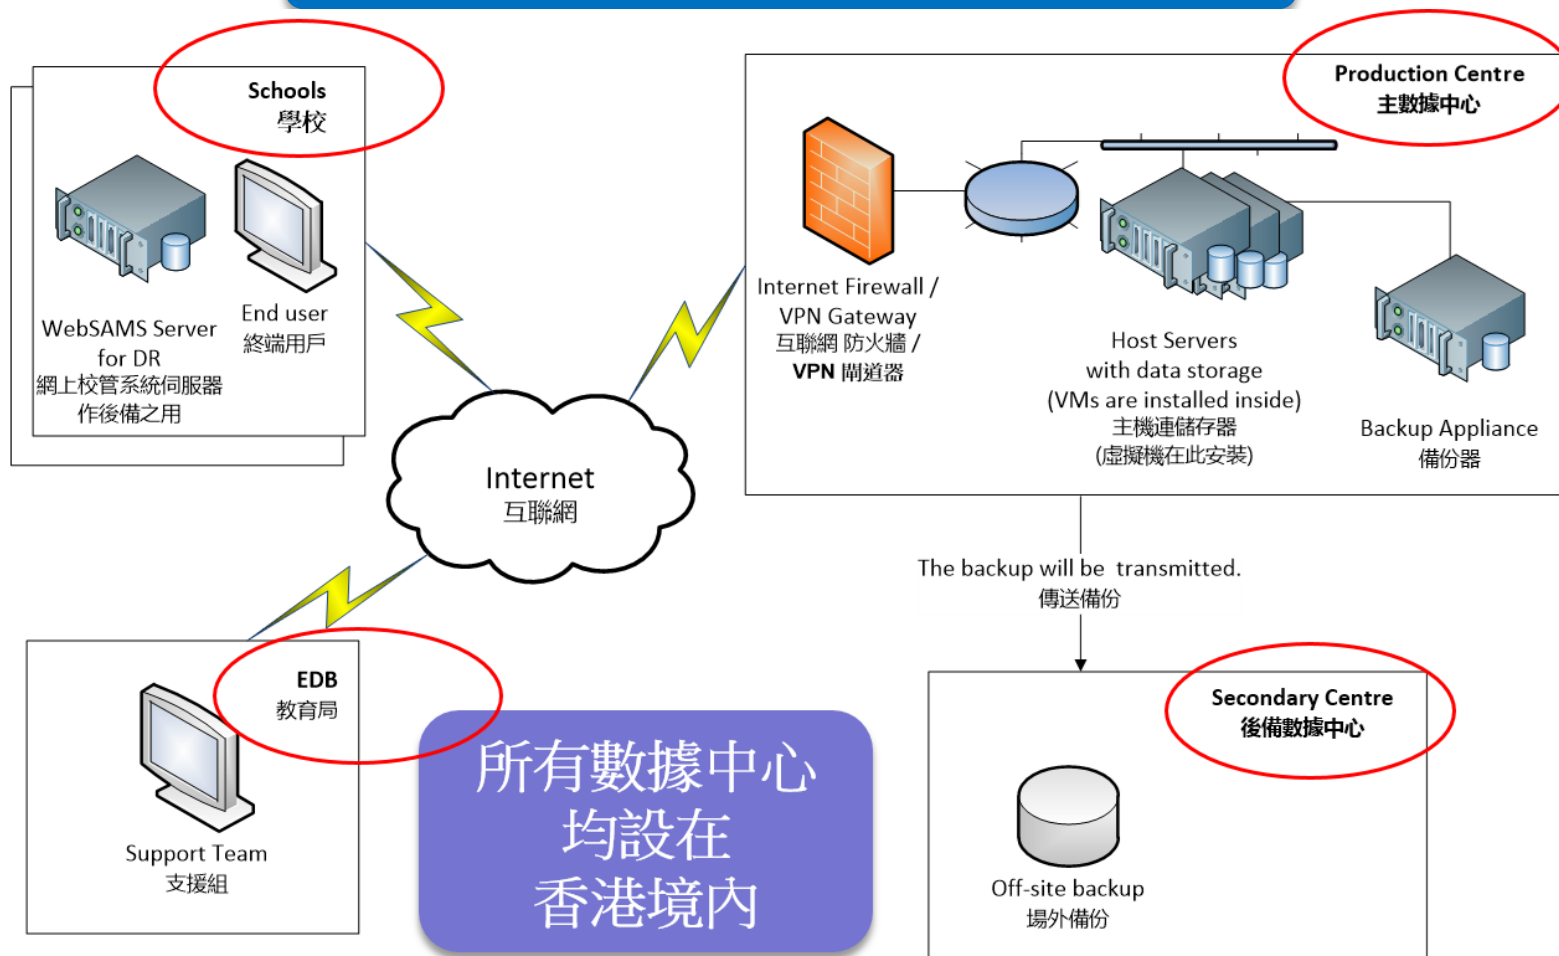 Schools
學校
WebSAMS Server
for DR
網上校管系統伺服器
作後備之用
End user
終端用戶
Production Centre
主數據中心
Internet Firewall /
VPN Gateway
互聯網 防火牆 /
VPN 閘道器
Host Servers
with data storage
(VMs are installed inside)
主機連儲存器
(虛擬機在此安裝)
Backup Appliance
備份器
Internet
互聯網
The backup will be  transmitted.
傳送備份
EDB
教育局
Support Team
支援組
所有數據中心
均設在
香港境內
Secondary Centre
後備數據中心
Off-site backup
場外備份